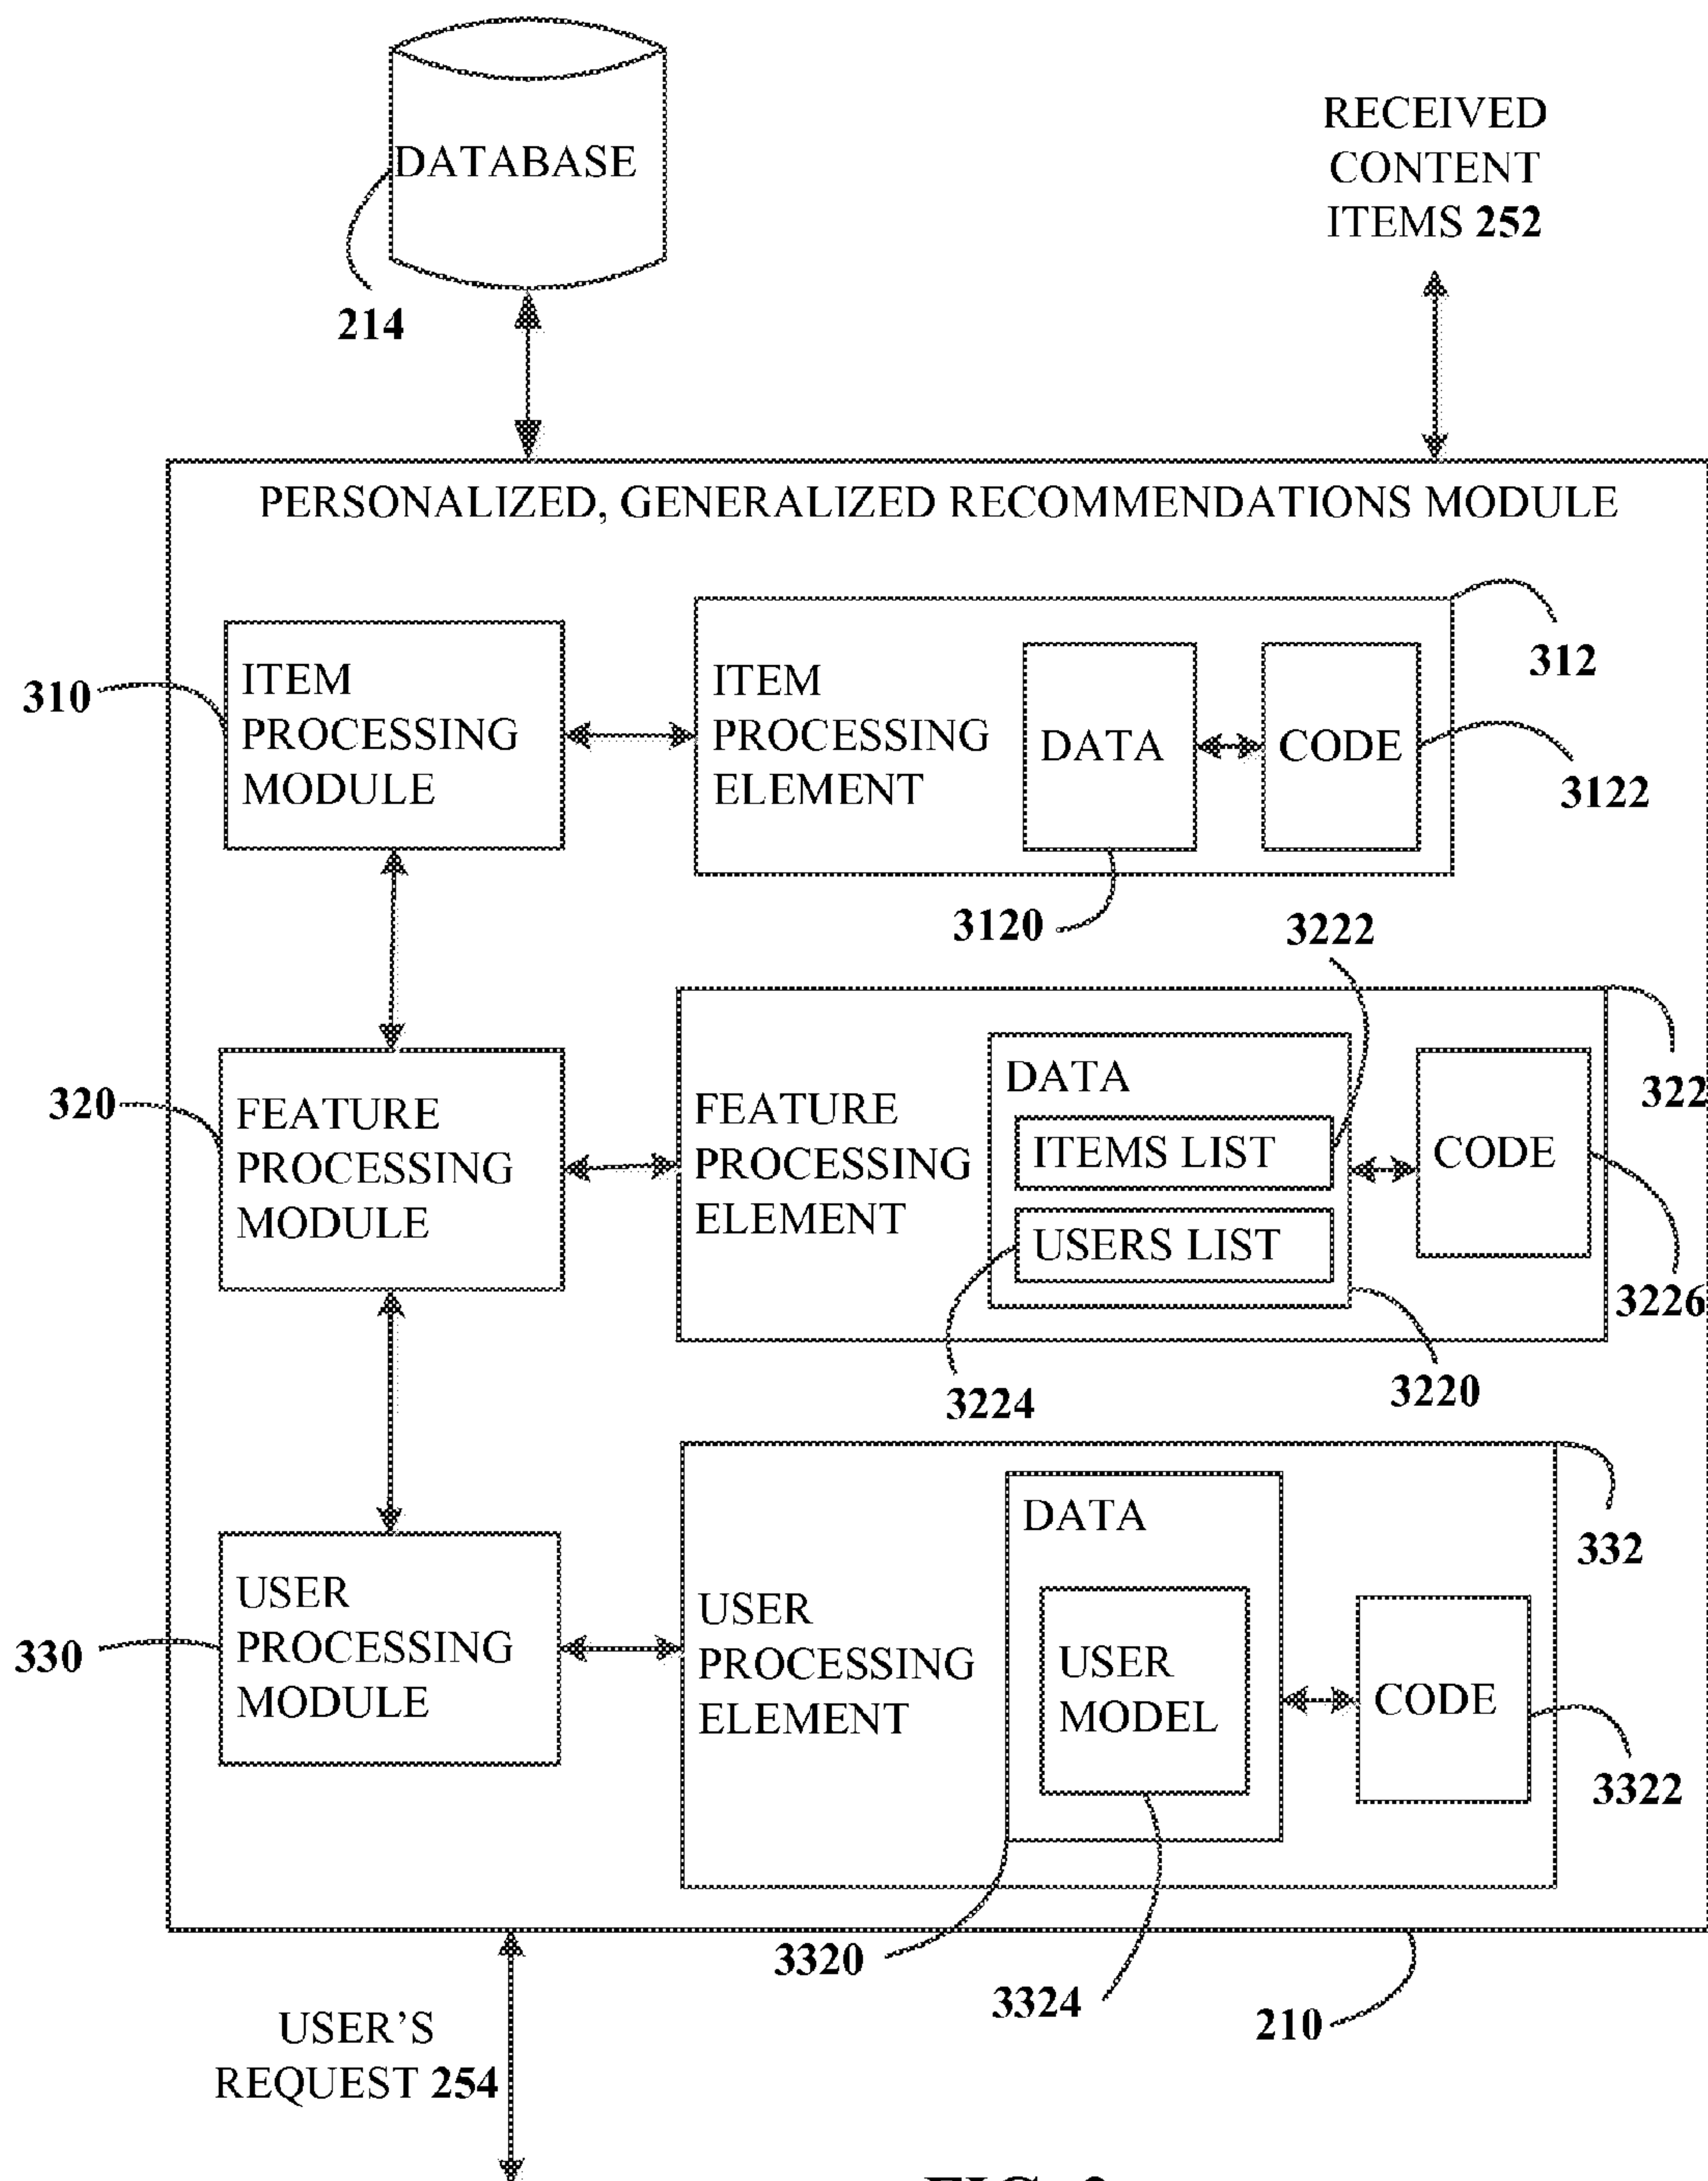 DATABASE
214
RECEIVED
CONTENT
ITEMS 252
PERSONALIZED, GENERALIZED RECOMMENDATIONS MODULE
310
ITEM
PROCESSING
MODULE
ITEM
PROCESSING
ELEMENT
DATA
CODE
312
3122
3120
3222
320
FEATURE
PROCESSING
MODULE
FEATURE
PROCESSING
ELEMENT
DATA
ITEMS LIST
USERS LIST
CODE
322
3226
3224
3220
330
USER
PROCESSING
MODULE
USER
PROCESSING
ELEMENT
DATA
USER
MODEL
CODE
332
3322
3320
3324
210
USER'S
REQUEST 254